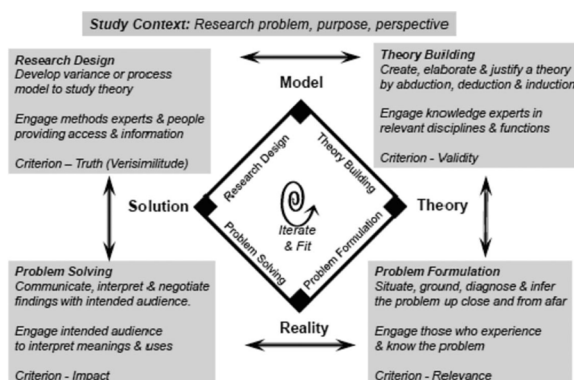 Study Context: Research problem, purpose, perspective
Research Design
Develop variance or process
model to study theory
Engage methods experts & people
providing access & information
Criterion – Truth (Verisimilitude)
Model
Theory Building
Create, elaborate & justify a theory
by abduction, deduction & induction
Engage knowledge experts in
relevant disciplines & functions
Criterion - Validity
Research Design
Theory Building
Solution
Iterate
& Fit
Theory
Problem Solving
Problem Formulation
Problem Solving
Communicate, interpret & negotiate
findings with intended audience.
Engage intended audience
to interpret meanings & uses
Criterion - Impact
Reality
Problem Formulation
Situate, ground, diagnose & infer
the problem up close and from afar
Engage those who experience
& know the problem
Criterion - Relevance